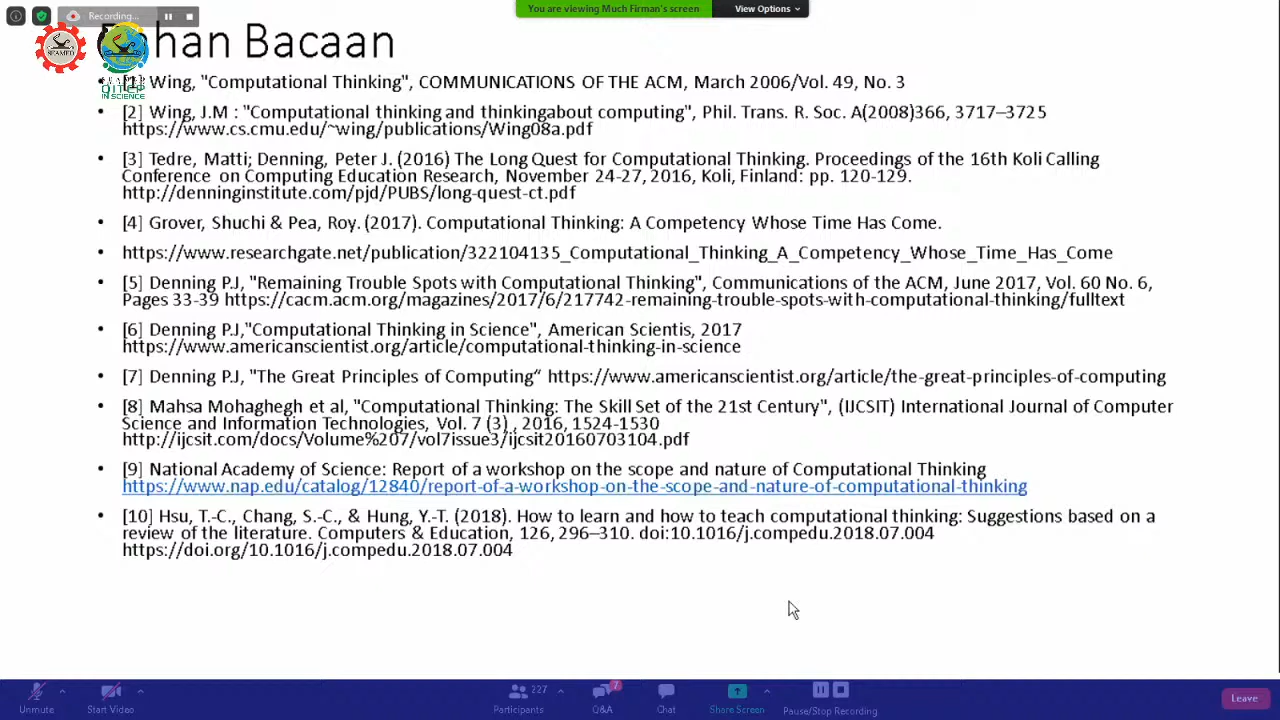 Recording...
You are viewing Much Firman's screen
View Options
han Bacaan
SEAMEO
QITEP
IN SCIENCE
• [1] Wing, "Computational Thinking", COMMUNICATIONS OF THE ACM, March 2006/Vol. 49, No. 3
• [2] Wing, J.M : "Computational thinking and thinkingabout computing", Phil. Trans. R. Soc. A(2008)366, 3717–3725
https://www.cs.cmu.edu/~wing/publications/Wing08a.pdf
• [3] Tedre, Matti; Denning, Peter J. (2016) The Long Quest for Computational Thinking. Proceedings of the 16th Koli Calling
Conference on Computing Education Research, November 24-27, 2016, Koli, Finland: pp. 120-129.
http://denninginstitute.com/pjd/PUBS/long-quest-ct.pdf
• [4] Grover, Shuchi & Pea, Roy. (2017). Computational Thinking: A Competency Whose Time Has Come.
• https://www.researchgate.net/publication/322104135_Computational_Thinking_A_Competency_Whose_Time_Has_Come
• [5] Denning P.J, "Remaining Trouble Spots with Computational Thinking", Communications of the ACM, June 2017, Vol. 60 No. 6,
Pages 33-39 https://cacm.acm.org/magazines/2017/6/217742-remaining-trouble-spots-with-computational-thinking/fulltext
• [6] Denning P.J,"Computational Thinking in Science", American Scientis, 2017
https://www.americanscientist.org/article/computational-thinking-in-science
• [7] Denning P.J, "The Great Principles of Computing“ https://www.americanscientist.org/article/the-great-principles-of-computing
• [8] Mahsa Mohaghegh et al, "Computational Thinking: The Skill Set of the 21st Century", (IJCSIT) International Journal of Computer
Science and Information Technologies, Vol. 7 (3) , 2016, 1524-1530
http://ijcsit.com/docs/Volume%207/vol7issue3/ijcsit20160703104.pdf
• [9] National Academy of Science: Report of a workshop on the scope and nature of Computational Thinking
https://www.nap.edu/catalog/12840/report-of-a-workshop-on-the-scope-and-nature-of-computational-thinking
• [10] Hsu, T.-C., Chang, S.-C., & Hung, Y.-T. (2018). How to learn and how to teach computational thinking: Suggestions based on a
review of the literature. Computers & Education, 126, 296–310. doi:10.1016/j.compedu.2018.07.004
https://doi.org/10.1016/j.compedu.2018.07.004
227
7
Unmute
Start Video
Participants
Q&A
Chat
Share Screen
Pause/Stop Recording
Leave